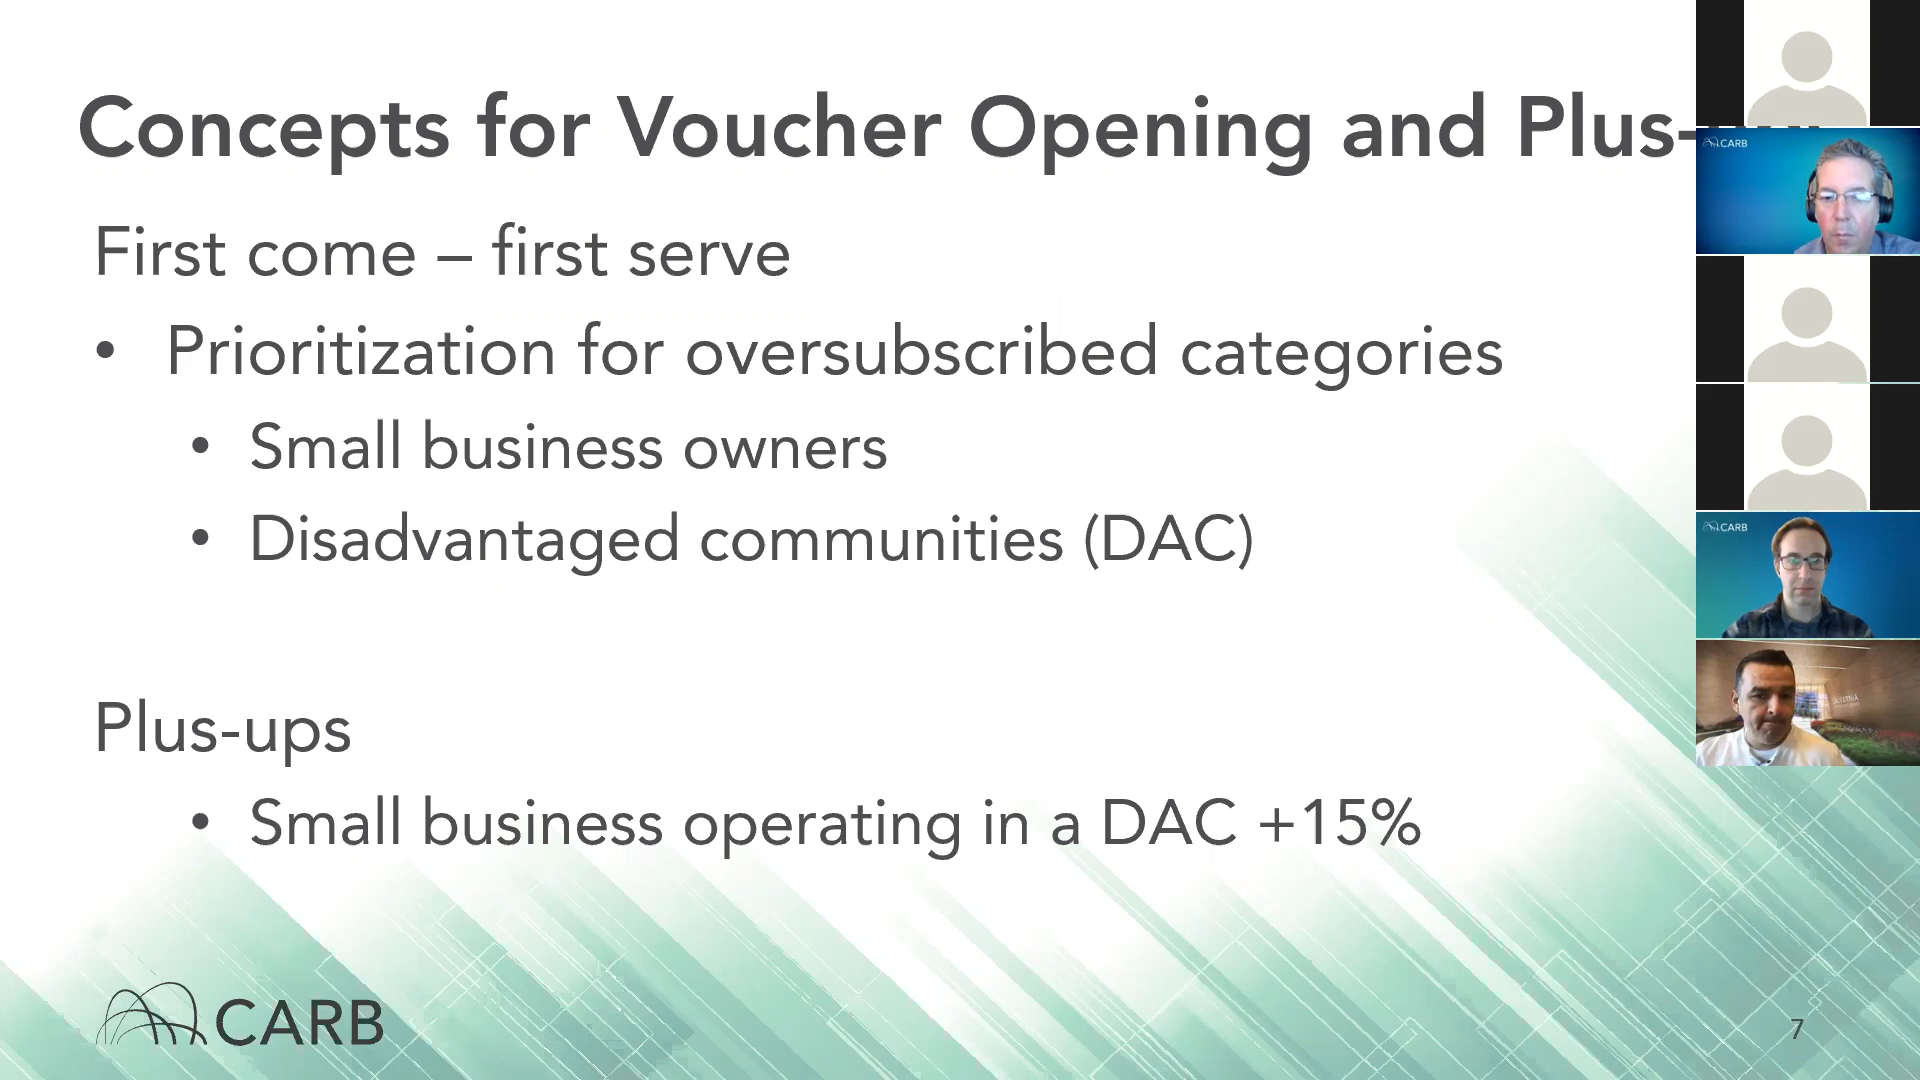 Concepts for Voucher Opening and Plus-
First come – first serve
• Prioritization for oversubscribed categories
• Small business owners
• Disadvantaged communities (DAC)
Plus-ups
• Small business operating in a DAC +15%
CARB
7
CARB
CARB
CALIFORNIA